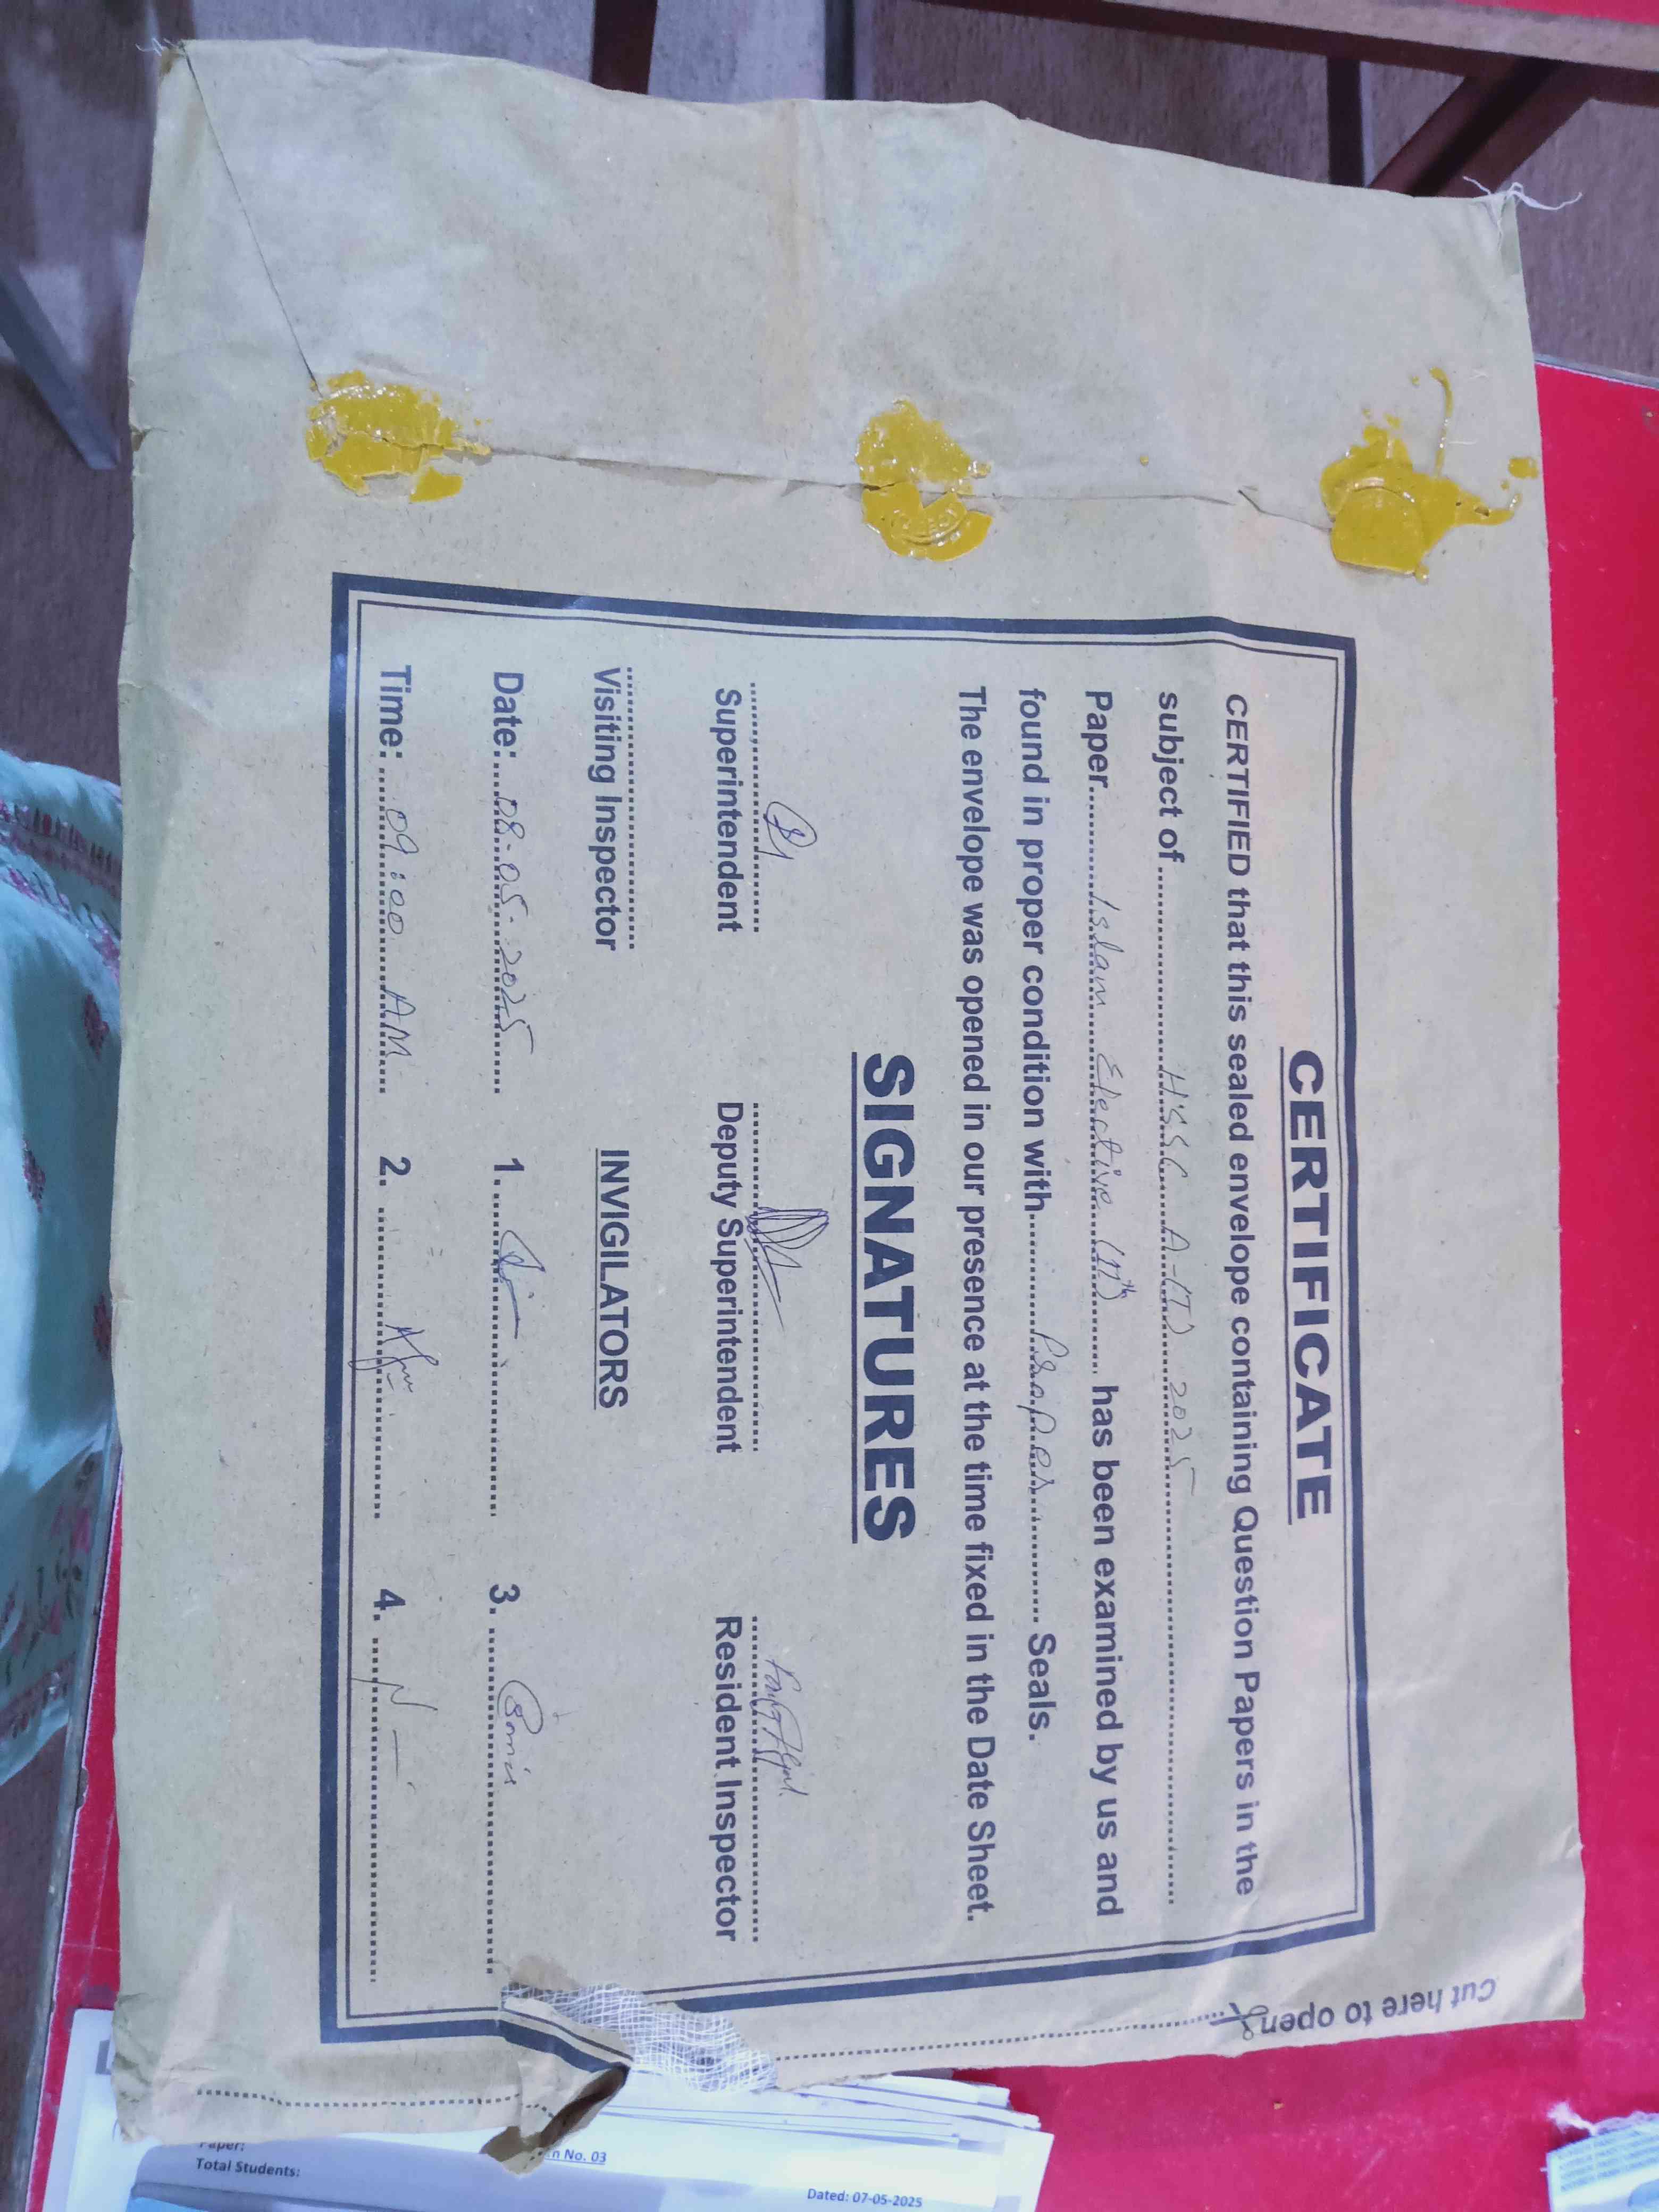 CERTIFICATE
CERTIFIED that this sealed envelope containing Question Papers in the
subject of HSSC A-(I) 2025
Paper Islam Elective (11th) has been examined by us and
found in proper condition with Proper Seals.
The envelope was opened in our presence at the time fixed in the Date Sheet.
SIGNATURES
Superintendent Deputy Superintendent Resident Inspector
Visiting Inspector INVIGILATORS
Date: 08-05-2025 1. 3.
Time: 09:00 AM 2. 4.
Cut here to open
Paper:
n No. 03
Total Students:
Dated: 07-05-2025